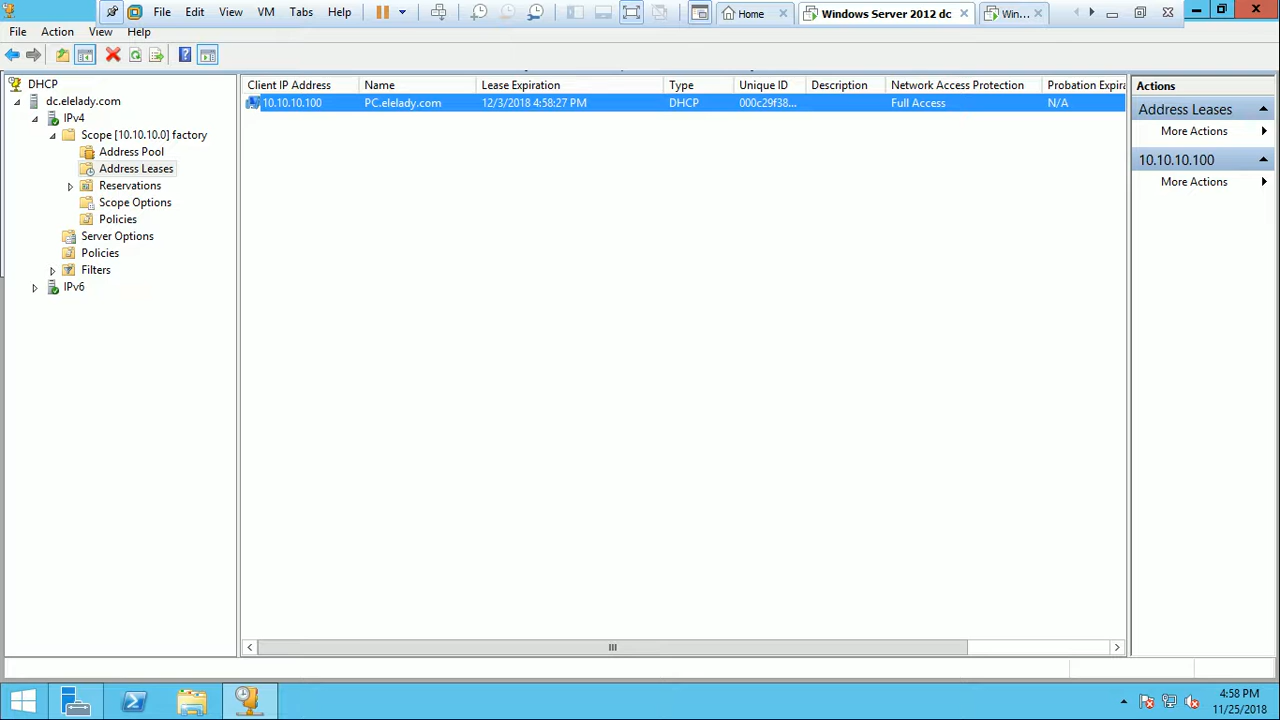 File Edit View VM Tabs Help
Home
Windows Server 2012 dc
Win...
File Action View Help
DHCP
dc.elelady.com
IPv4
Scope [10.10.10.0] factory
Address Pool
Address Leases
Reservations
Scope Options
Policies
Server Options
Policies
Filters
IPv6
Client IP Address Name Lease Expiration Type Unique ID Description Network Access Protection Probation Expira
10.10.10.100 PC.elelady.com 12/3/2018 4:58:27 PM DHCP 000c29f38... Full Access N/A
Actions
Address Leases
More Actions
10.10.10.100
More Actions
4:58 PM
11/25/2018